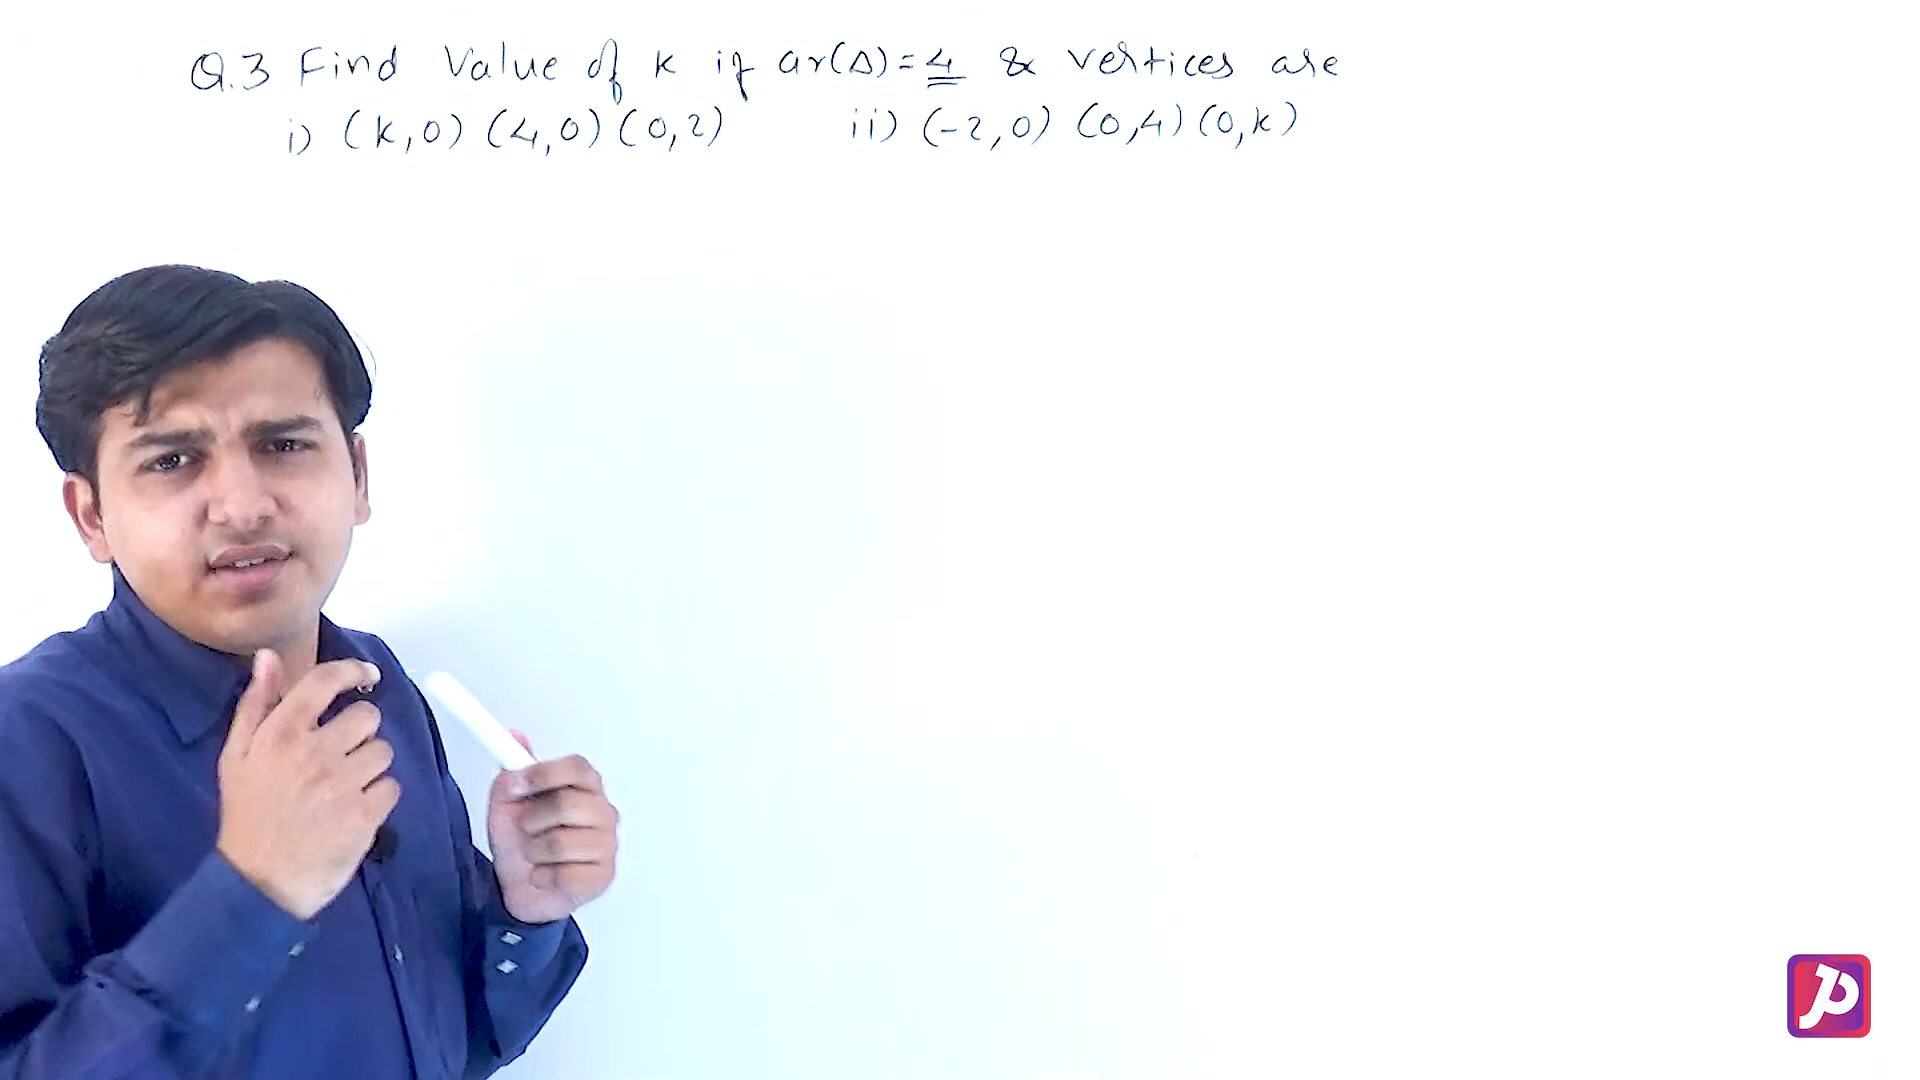 Q.3 Find Value of k if ar(Δ)=4 & vertices are
i) (k,0) (4,0) (0,2) ii) (-2,0) (0,4) (0,k)